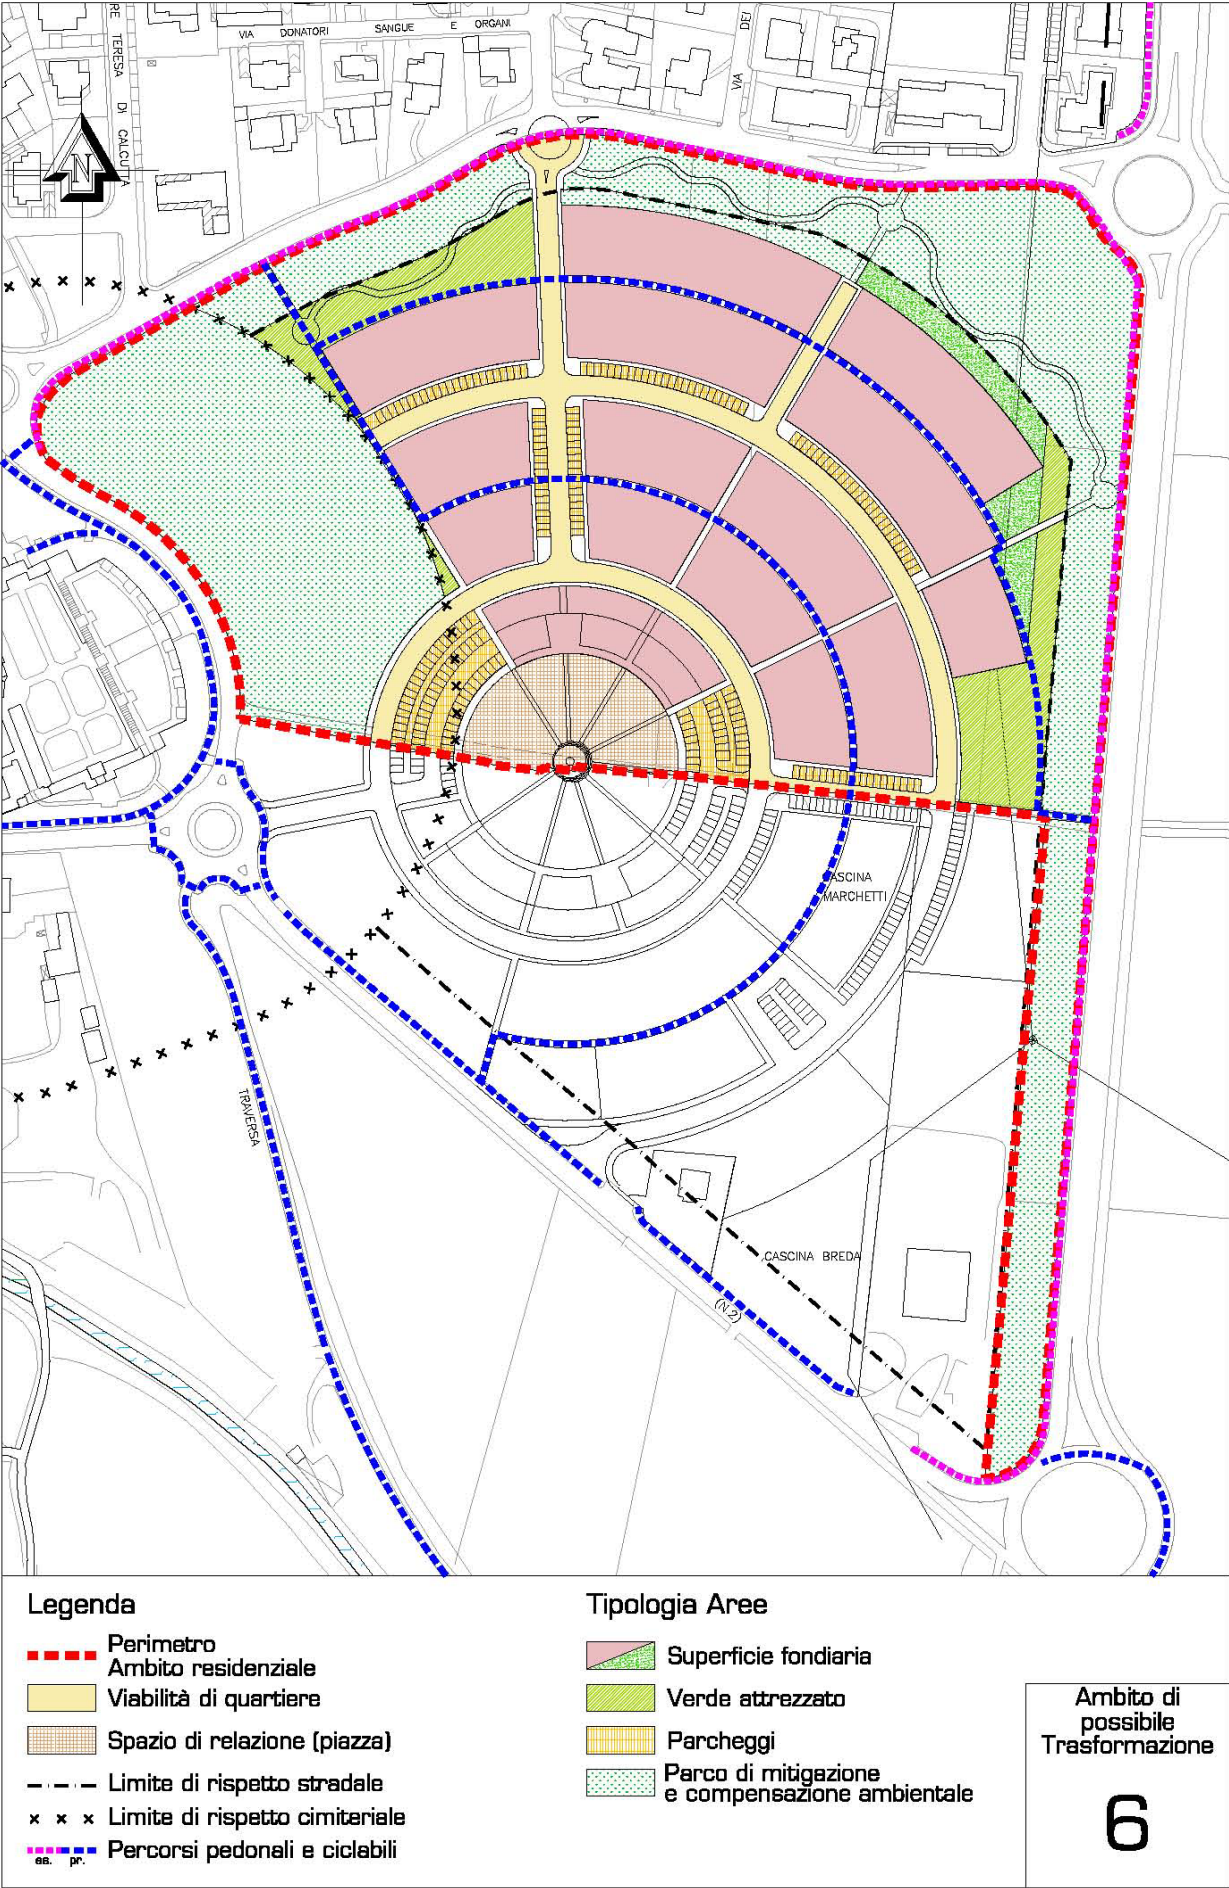 VIA DONATORI SANGUE E ORGANI
RE TERESA DI CALCUTTA
VIA DEI
N
CASCINA
MARCHETTI
TRAVERSA
CASCINA BREDA
(N.2)
Legenda
Perimetro
Ambito residenziale
Viabilità di quartiere
Spazio di relazione (piazza)
Limite di rispetto stradale
Limite di rispetto cimiteriale
es. pr. Percorsi pedonali e ciclabili
Tipologia Aree
Superficie fondiaria
Verde attrezzato
Parcheggi
Parco di mitigazione
e compensazione ambientale
Ambito di
possibile
Trasformazione
6